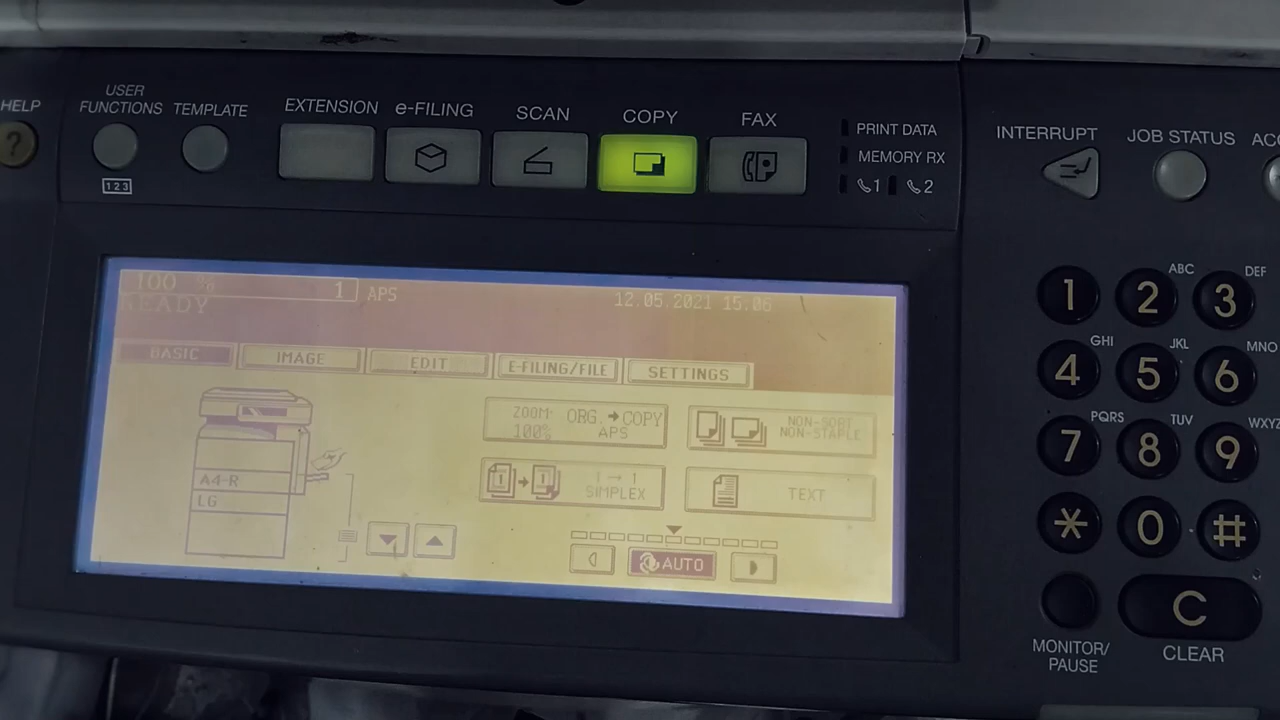 HELP
USER
FUNCTIONS
TEMPLATE
EXTENSION
e-FILING
SCAN
COPY
FAX
PRINT DATA
MEMORY RX
1 2
INTERRUPT
JOB STATUS
?
123
100 % 1 APS
READY
12.05.2021 15:06
BASIC
IMAGE
EDIT
E-FILING/FILE
SETTINGS
ZOOM
100%
ORG. → COPY
APS
NON-SORT
NON-STAPLE
A4-R
LG
1 → 1
SIMPLEX
TEXT
AUTO
1
ABC
2
DEF
3
GHI
4
JKL
5
MNO
6
PQRS
7
TUV
8
WXYZ
9
*
0
#
MONITOR/
PAUSE
C
CLEAR